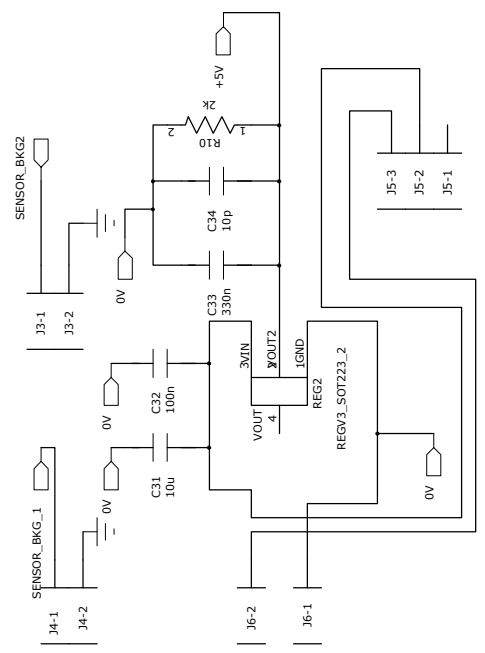 +5V
2k
R10
2
1
SENSOR_BKG2
J3-1
J3-2
0V
C34
10p
C33
330n
J5-3
J5-2
J5-1
3VIN
VOUT2
1GND
REG2
REGV3_SOT223_2
VOUT
4
0V
C32
100n
0V
C31
10u
0V
SENSOR_BKG_1
J4-1
J4-2
J6-2
J6-1